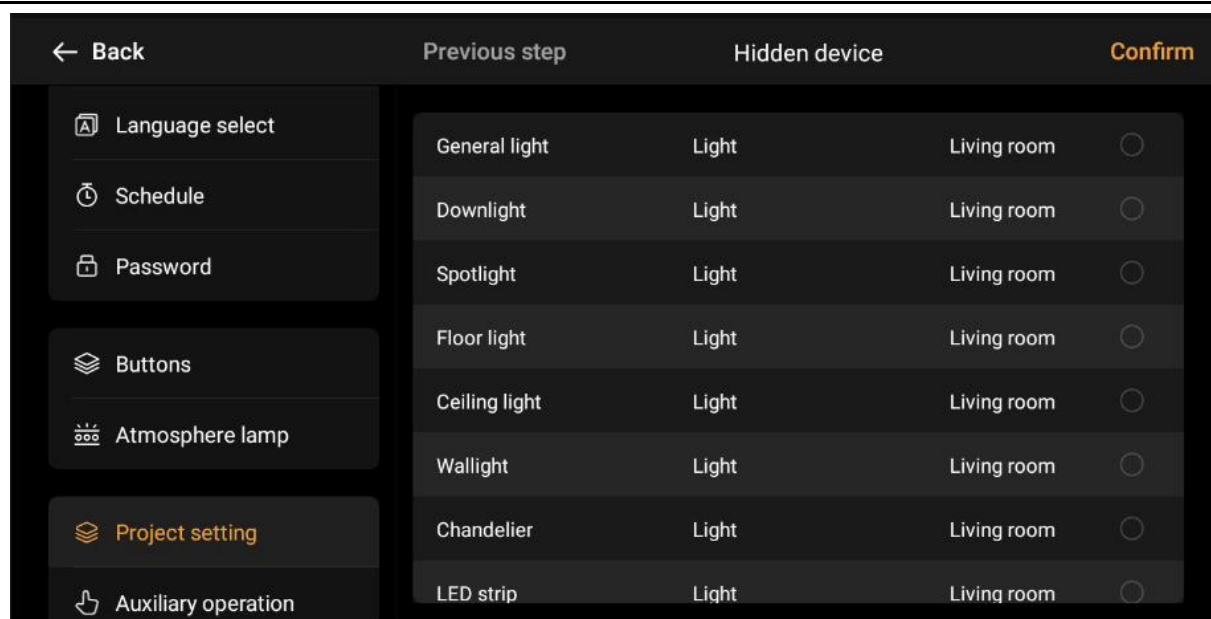 Back Previous step Hidden device Confirm
Language select
Schedule
Password
Buttons
Atmosphere lamp
Project setting
Auxiliary operation
General light Light Living room
Downlight Light Living room
Spotlight Light Living room
Floor light Light Living room
Ceiling light Light Living room
Wallight Light Living room
Chandelier Light Living room
LED strip Light Living room